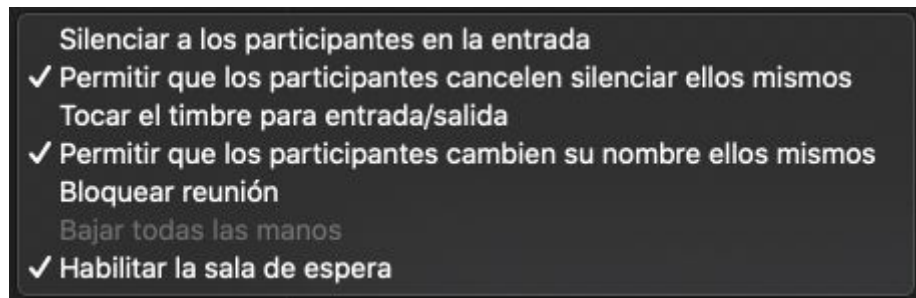 Silenciar a los participantes en la entrada
✓ Permitir que los participantes cancelen silenciar ellos mismos
Tocar el timbre para entrada/salida
✓ Permitir que los participantes cambien su nombre ellos mismos
Bloquear reunión
Bajar todas las manos
✓ Habilitar la sala de espera